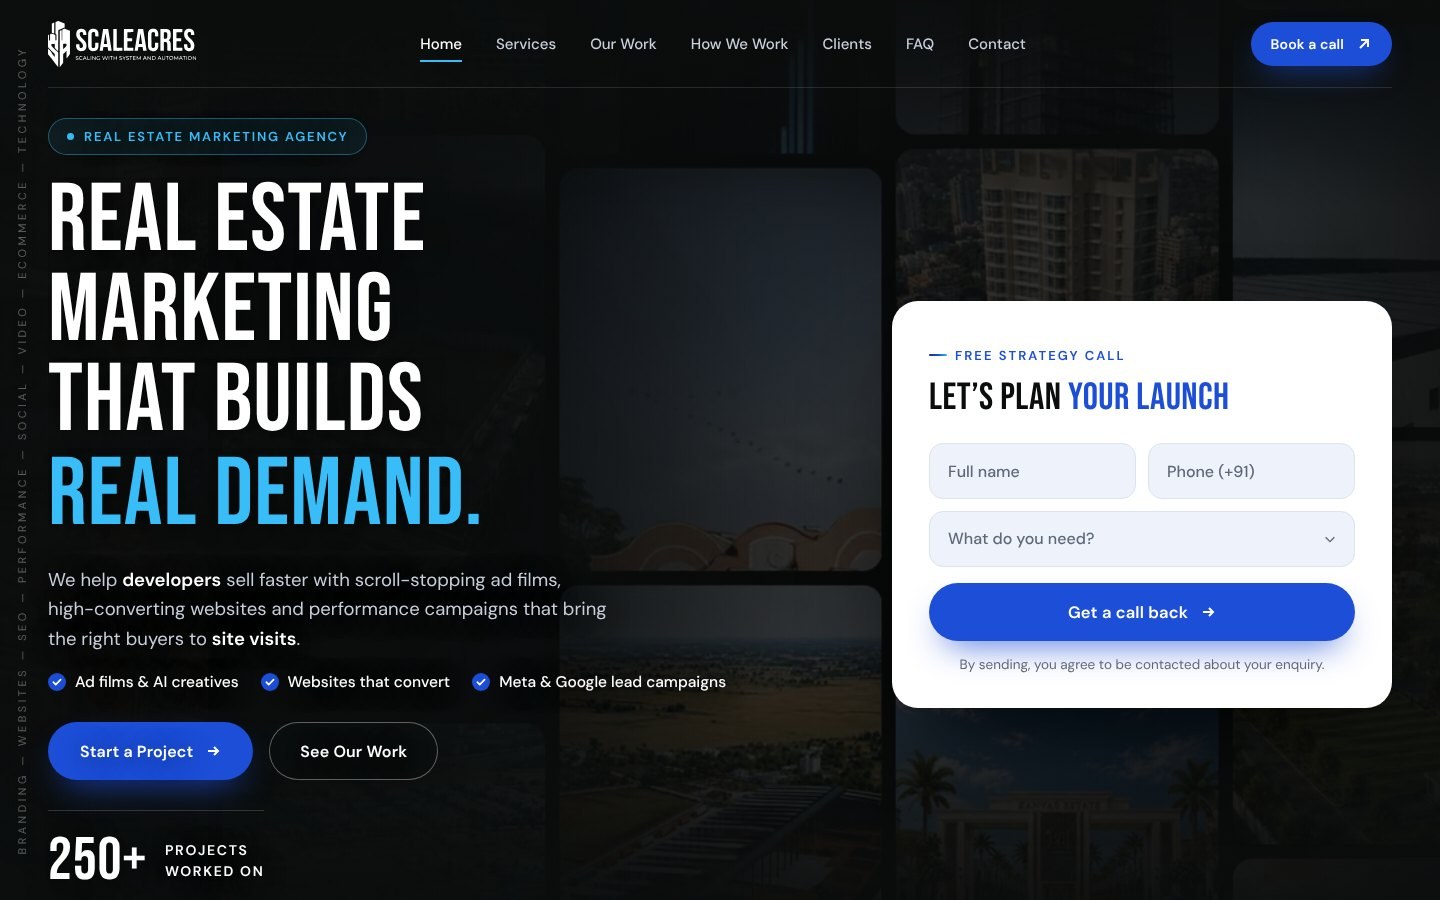 SCALEACRES
SCALING WITH SYSTEM AND AUTOMATION
Home
Services
Our Work
How We Work
Clients
FAQ
Contact
Book a call
BRANDING — WEBSITES — SEO — PERFORMANCE — SOCIAL — VIDEO — ECOMMERCE — TECHNOLOGY
REAL ESTATE MARKETING AGENCY
REAL ESTATE
MARKETING
THAT BUILDS
REAL DEMAND.
We help developers sell faster with scroll-stopping ad films,
high-converting websites and performance campaigns that bring
the right buyers to site visits.
Ad films & AI creatives
Websites that convert
Meta & Google lead campaigns
Start a Project
See Our Work
250+
PROJECTS
WORKED ON
FREE STRATEGY CALL
LET'S PLAN YOUR LAUNCH
Full name
Phone (+91)
What do you need?
Get a call back
By sending, you agree to be contacted about your enquiry.